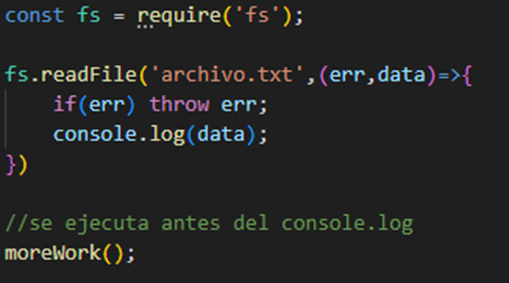 const fs = require('fs');
fs.readFile('archivo.txt',(err,data)=>{
    if(err) throw err;
    console.log(data);
})
//se ejecuta antes del console.log
moreWork();